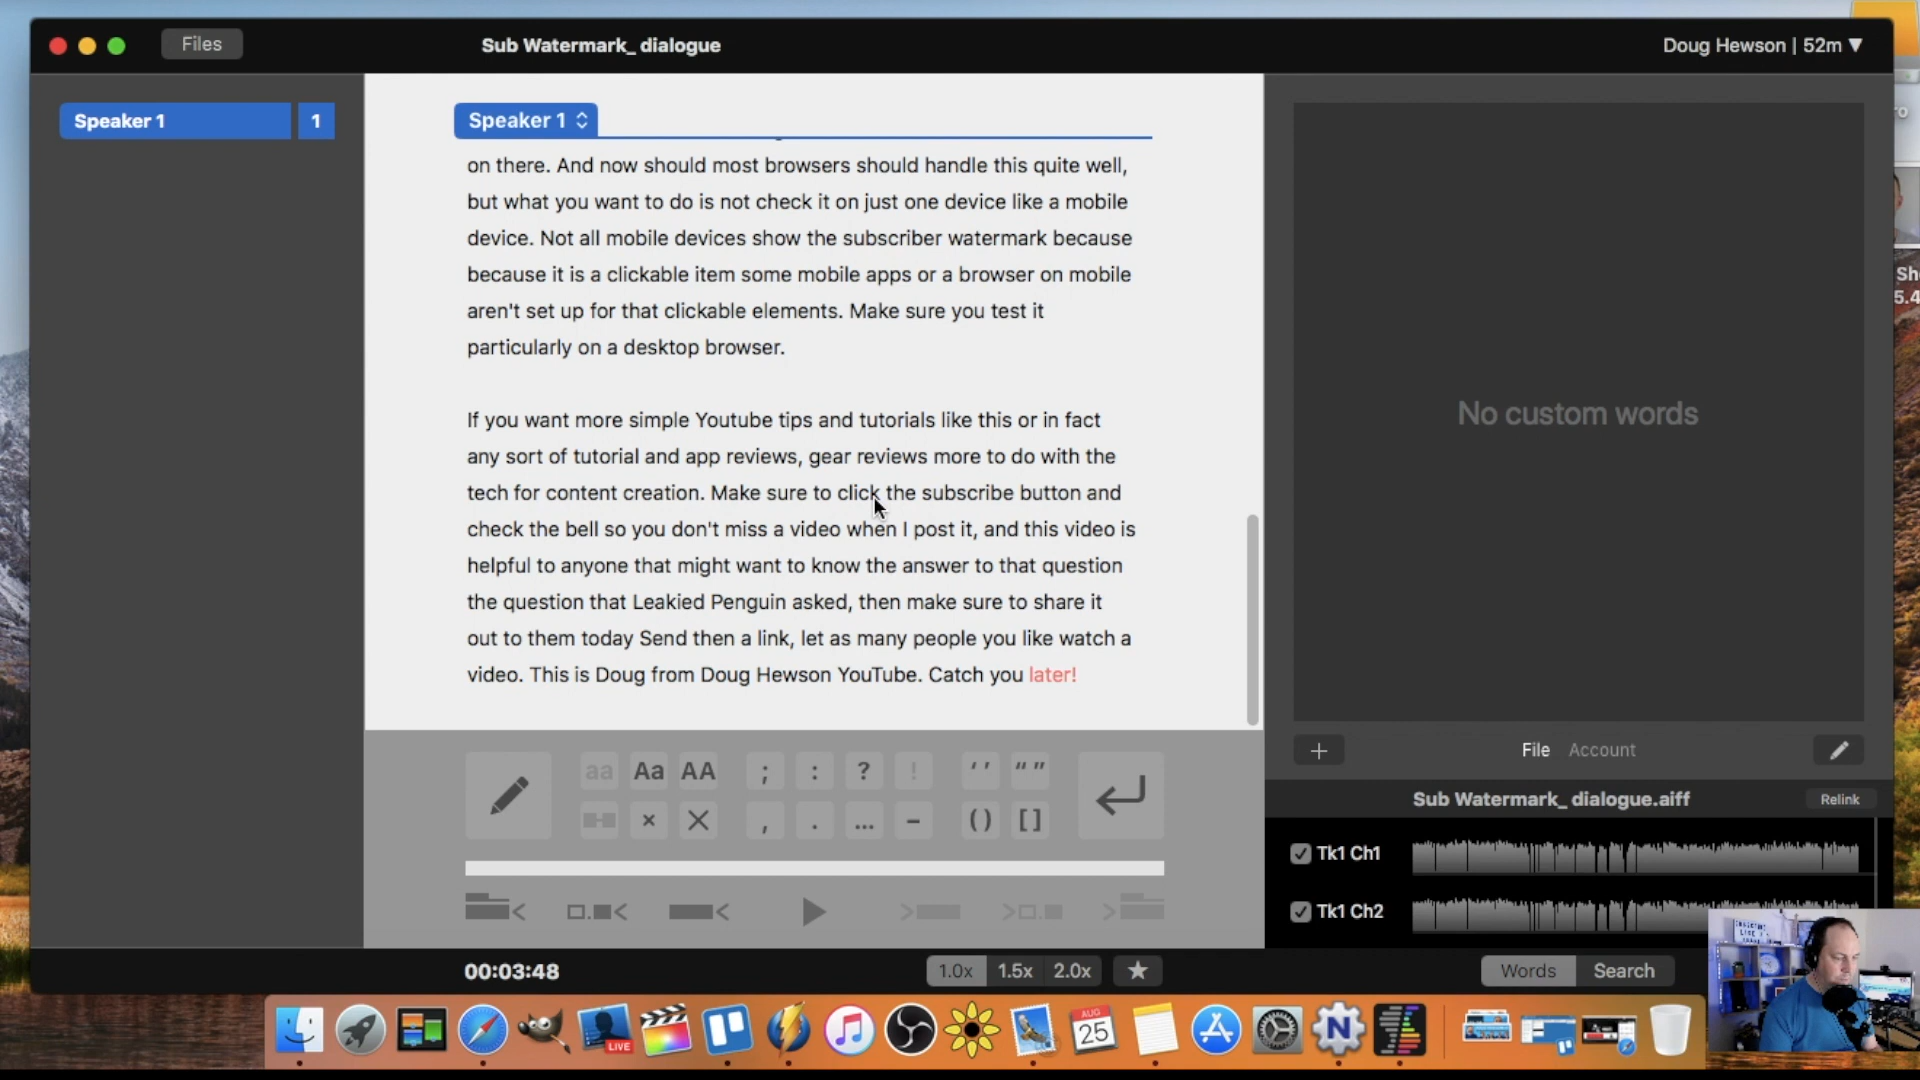 Files
Sub Watermark_ dialogue
Doug Hewson | 52m ▼
Speaker 1
1
Speaker 1
on there. And now should most browsers should handle this quite well,
but what you want to do is not check it on just one device like a mobile
device. Not all mobile devices show the subscriber watermark because
because it is a clickable item some mobile apps or a browser on mobile
aren't set up for that clickable elements. Make sure you test it
particularly on a desktop browser.
If you want more simple Youtube tips and tutorials like this or in fact
any sort of tutorial and app reviews, gear reviews more to do with the
tech for content creation. Make sure to click the subscribe button and
check the bell so you don't miss a video when I post it, and this video is
helpful to anyone that might want to know the answer to that question
the question that Leakied Penguin asked, then make sure to share it
out to them today Send then a link, let as many people you like watch a
video. This is Doug from Doug Hewson YouTube. Catch you later!
No custom words
File Account
Sub Watermark_ dialogue.aiff
Relink
Tk1 Ch1
Tk1 Ch2
aa Aa AA ; : ? ! ‘ ’ “ ”
, . ... – ( ) [ ]
00:03:48
1.0x 1.5x 2.0x
Words Search
Sh
5.4
LIVE
AUG
25
N